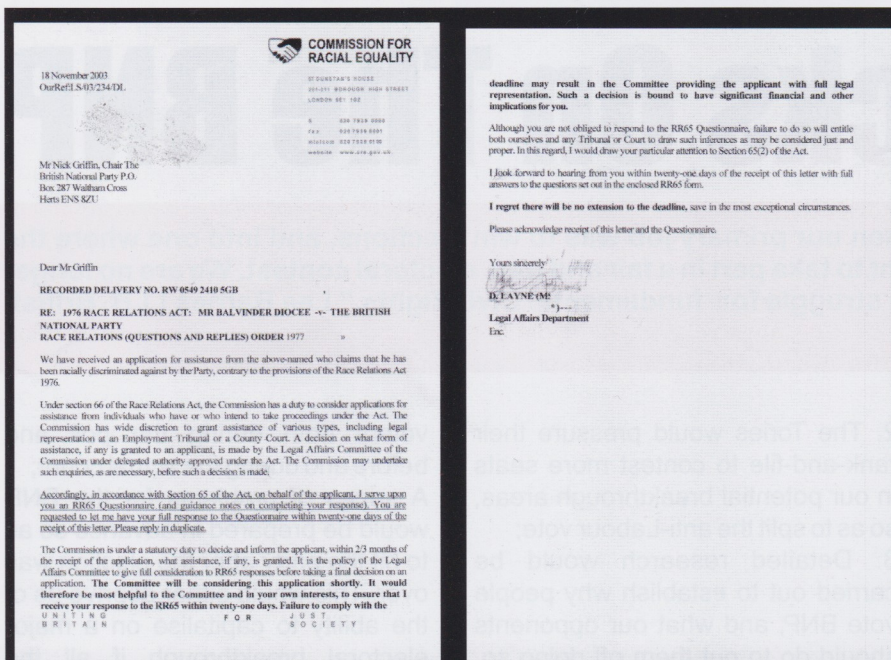 COMMISSION FOR
RACIAL EQUALITY
18 November 2003
OurRef:LS/03/234/DL
ST DUNSTAN'S HOUSE
201-211 BOROUGH HIGH STREET
LONDON SE1 1GZ
020 7939 0000
fax 020 7939 0001
website www.cre.gov.uk
Mr Nick Griffin, Chair The
British National Party P.O.
Box 287 Waltham Cross
Herts EN8 8ZU
Dear Mr Griffin
RECORDED DELIVERY NO. RW 0549 2410 5GB
RE: 1976 RACE RELATIONS ACT: MR BALVINDER DIOCEE -v- THE BRITISH
NATIONAL PARTY
RACE RELATIONS (QUESTIONS AND REPLIES) ORDER 1977 »
We have received an application for assistance from the above-named who claims that he has
been racially discriminated against by the Party, contrary to the provisions of the Race Relations Act
1976.
Under section 66 of the Race Relations Act, the Commission has a duty to consider applications for
assistance from individuals who have or who intend to take proceedings under the Act. The
Commission has wide discretion to grant assistance of various types, including legal
representation at an Employment Tribunal or a County Court. A decision on what form of
assistance, if any is granted to an applicant, is made by the Legal Affairs Committee of the
Commission under delegated authority approved under the Act. The Commission may undertake
such enquiries, as are necessary, before such a decision is made.
Accordingly, in accordance with Section 65 of the Act, on behalf of the applicant. I serve upon
you an RR65 Questionnaire (and guidance notes on completing your response). You are
requested to let me have your full response to the Questionnaire within twenty-one days of the
receipt of this letter. Please reply in duplicate.
The Commission is under a statutory duty to decide and inform the applicant, within 2/3 months of
the receipt of the application, what assistance, if any, is granted. It is the policy of the Legal
Affairs Committee to give full consideration to RR65 responses before taking a final decision on an
application. The Committee will be considering this application shortly. It would
therefore be most helpful to the Committee and in your own interests, to ensure that I
receive your response to the RR65 within twenty-one days. Failure to comply with the
UNITING
BRITAIN
FOR
JUST
SOCIETY
deadline may result in the Committee providing the applicant with full legal
representation. Such a decision is bound to have significant financial and other
implications for you.
Although you are not obliged to respond to the RR65 Questionnaire, failure to do so will entitle
both ourselves and any Tribunal or Court to draw such inferences as may be considered just and
proper. In this regard, I would draw your particular attention to Section 65(2) of the Act.
I look forward to hearing from you within twenty-one days of the receipt of this letter with full
answers to the questions set out in the enclosed RR65 form.
I regret there will be no extension to the deadline, save in the most exceptional circumstances.
Please acknowledge receipt of this letter and the Questionnaire.
Yours sincerely
D. LAYNE (M:
Legal Affairs Department
Enc.